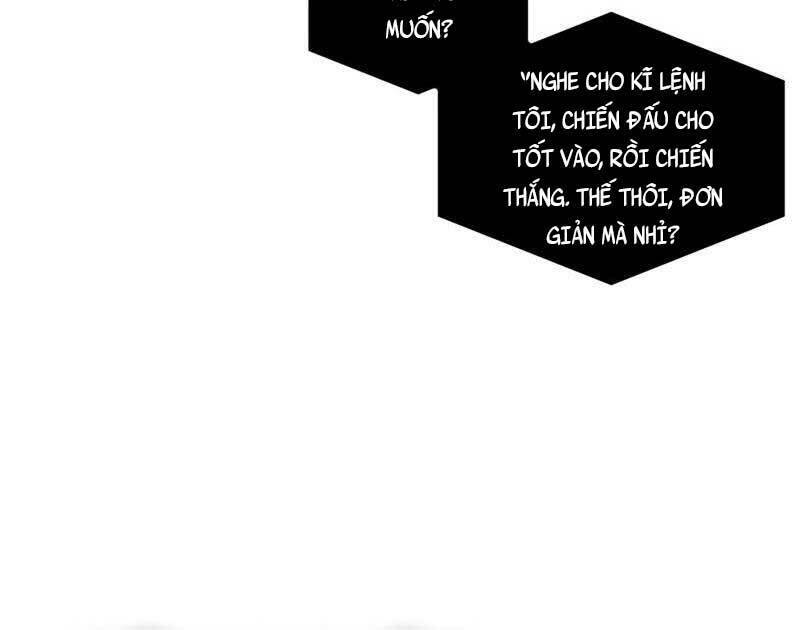 MUỐN?
"NGHE CHO KĨ LỆNH
TÔI, CHIẾN ĐẤU CHO
TỐT VÀO, RỒI CHIẾN
THẮNG. THẾ THÔI, ĐƠN
GIẢN MÀ NHỈ?